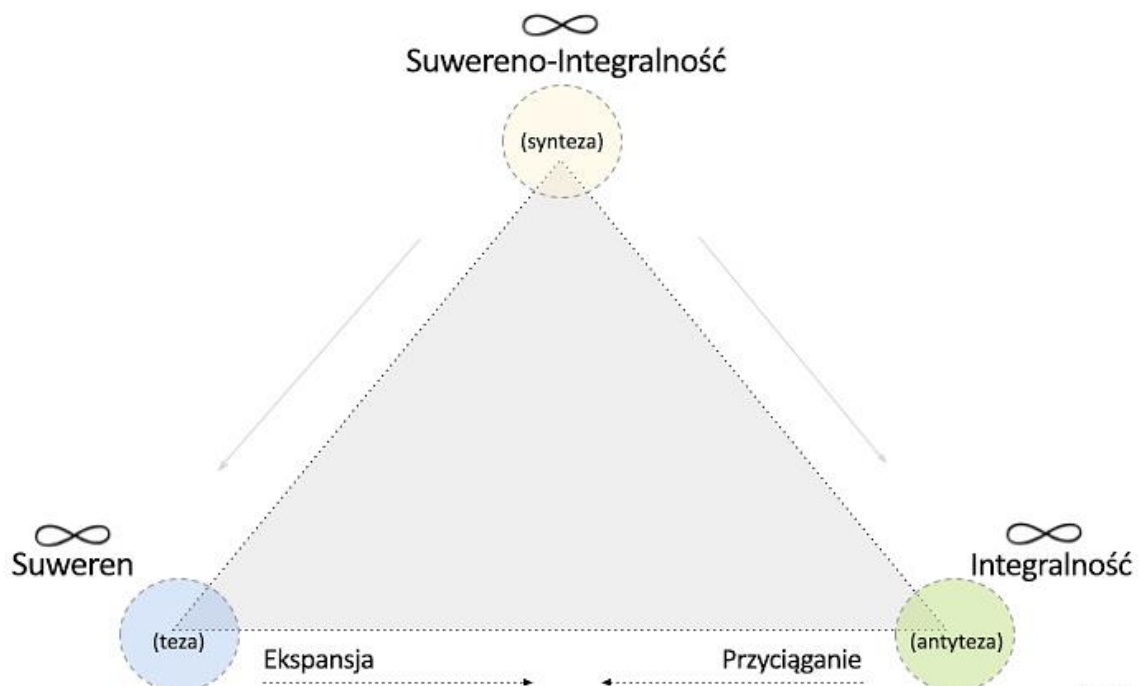 Suwereno-Integralność
(synteza)
Suweren
Integralność
(teza)
(antyteza)
Ekspansja
Przyciąganie